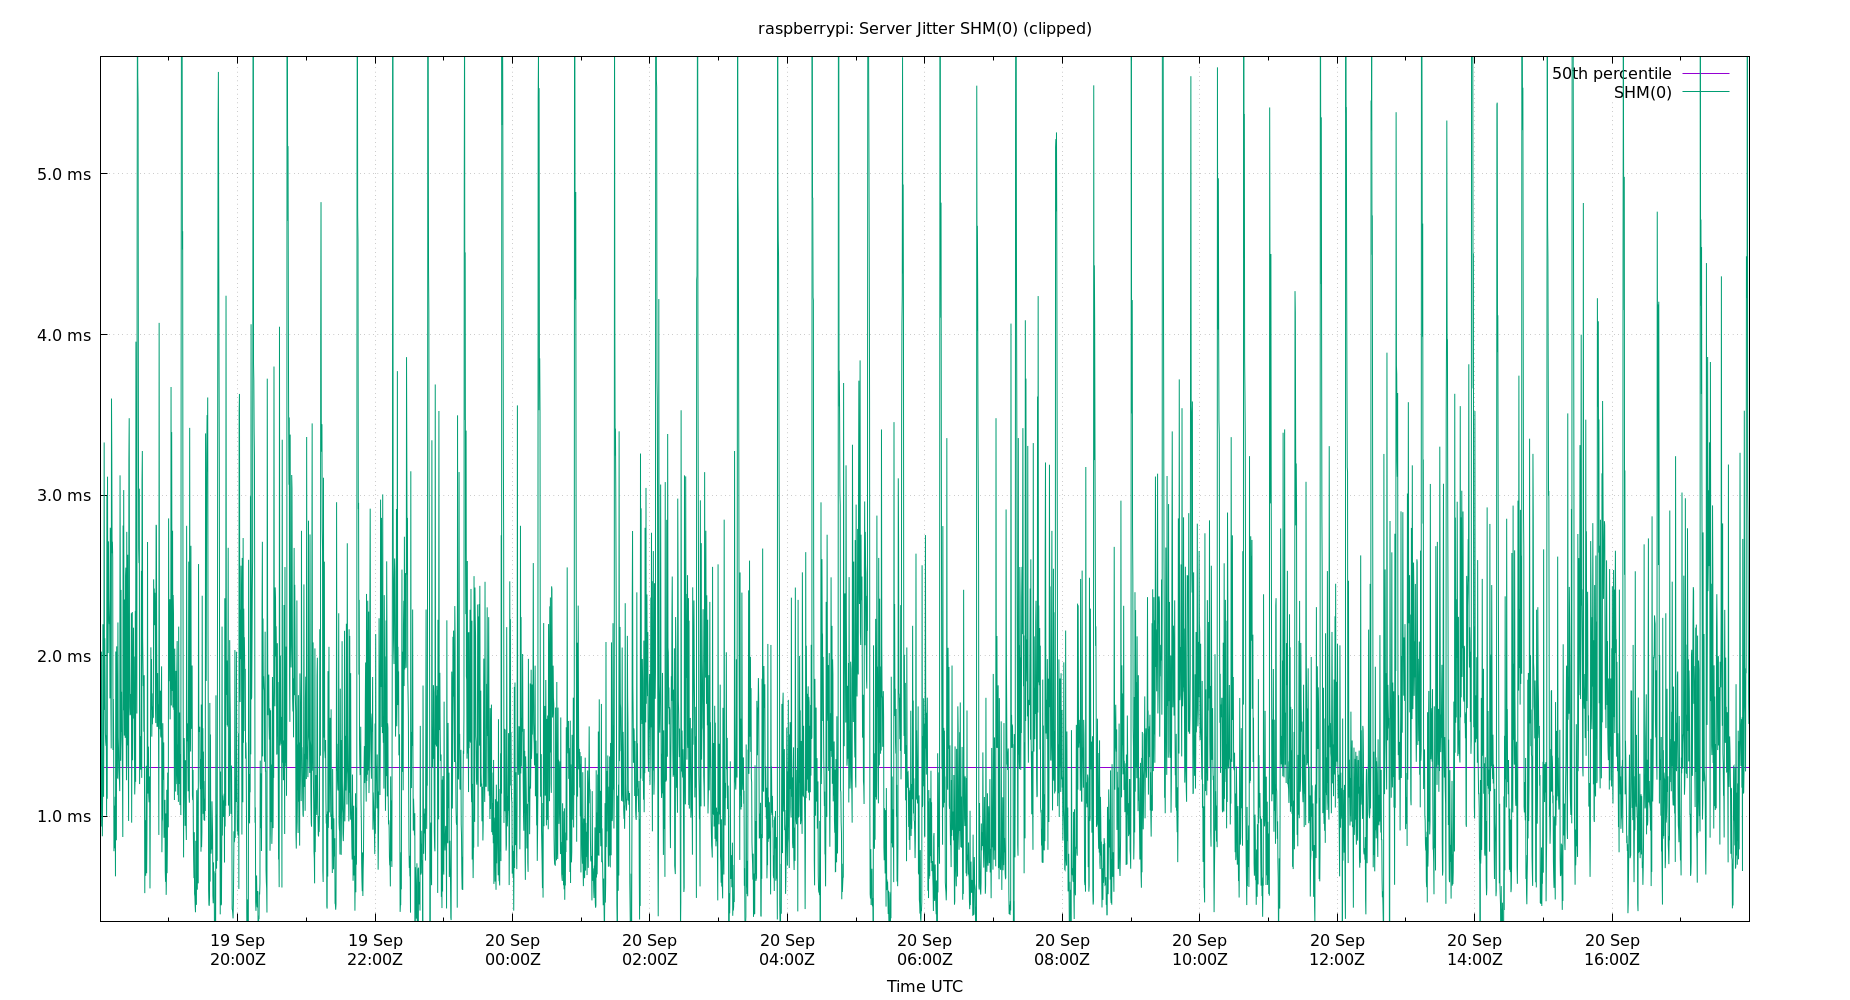 raspberrypi: Server Jitter SHM(0) (clipped)
50th percentile
SHM(0)
5.0 ms
4.0 ms
3.0 ms
2.0 ms
1.0 ms
19 Sep 19 Sep 20 Sep 20 Sep 20 Sep 20 Sep 20 Sep 20 Sep 20 Sep 20 Sep 20 Sep
20:00Z 22:00Z 00:00Z 02:00Z 04:00Z 06:00Z 08:00Z 10:00Z 12:00Z 14:00Z 16:00Z
Time UTC